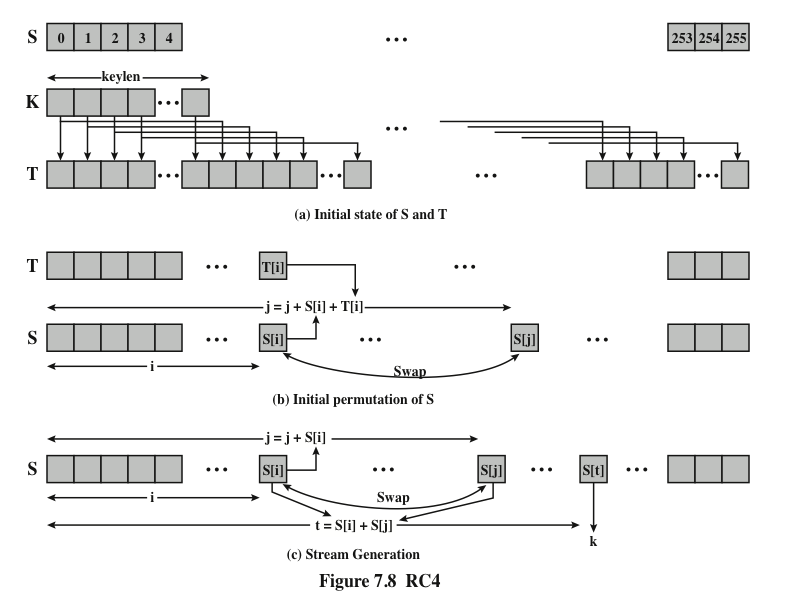 S 0 1 2 3 4 ... 253 254 255
keylen
K ... ...
T ... ... ...
(a) Initial state of S and T
T ... T[i] ...
j = j + S[i] + T[i]
S ... S[i] ... S[j] ...
i Swap
(b) Initial permutation of S
j = j + S[i]
S ... S[i] ... S[j] ... S[t] ...
i Swap
t = S[i] + S[j]
k
(c) Stream Generation
Figure 7.8 RC4